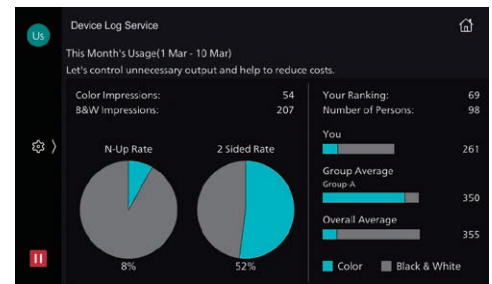 Us
Device Log Service
This Month's Usage(1 Mar - 10 Mar)
Let's control unnecessary output and help to reduce costs.
Color Impressions: 54
B&W Impressions: 207
N-Up Rate
2 Sided Rate
8%
52%
Your Ranking: 69
Number of Persons: 98
You
261
Group Average
Group-A
350
Overall Average
355
Color
Black & White